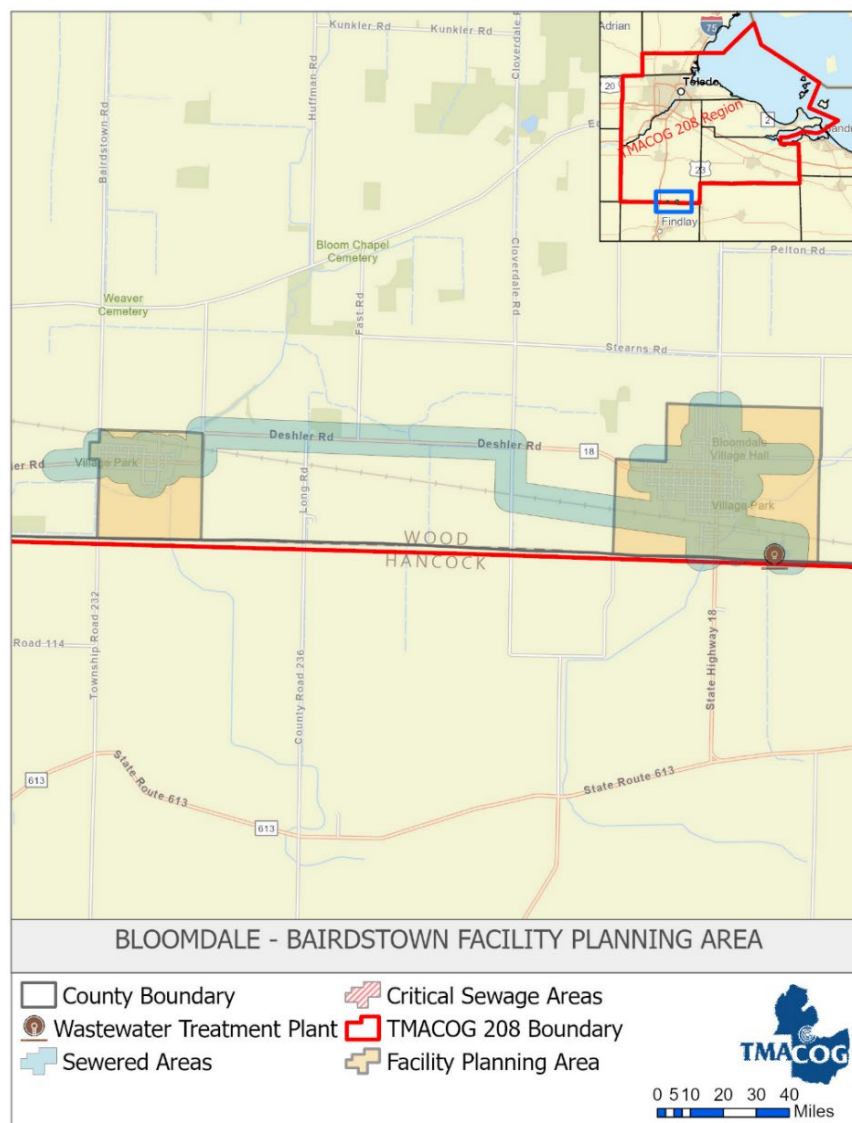 Kunkler Rd
Kunkler Rd
Huffman Rd
Bairdstown Rd
Adrian
75
20
Toledo
TMACOG 208 Region
2
23
Findlay
Bloom Chapel
Cemetery
Cloverdale Rd
Pelton Rd
Weaver
Cemetery
Fast Rd
Stearns Rd
Deshler Rd
Deshler Rd
18
Bloomdale
Village Hall
Village Park
Village Park
Long Rd
WOOD
HANCOCK
Road 114
Township Road 232
County Road 236
State Highway 18
State Route 613
State Route 613
613
613
BLOOMDALE - BAIRDSTOWN FACILITY PLANNING AREA
County Boundary
Critical Sewage Areas
Wastewater Treatment Plant
TMACOG 208 Boundary
Sewered Areas
Facility Planning Area
TMACOG
0 5 10 20 30 40
Miles